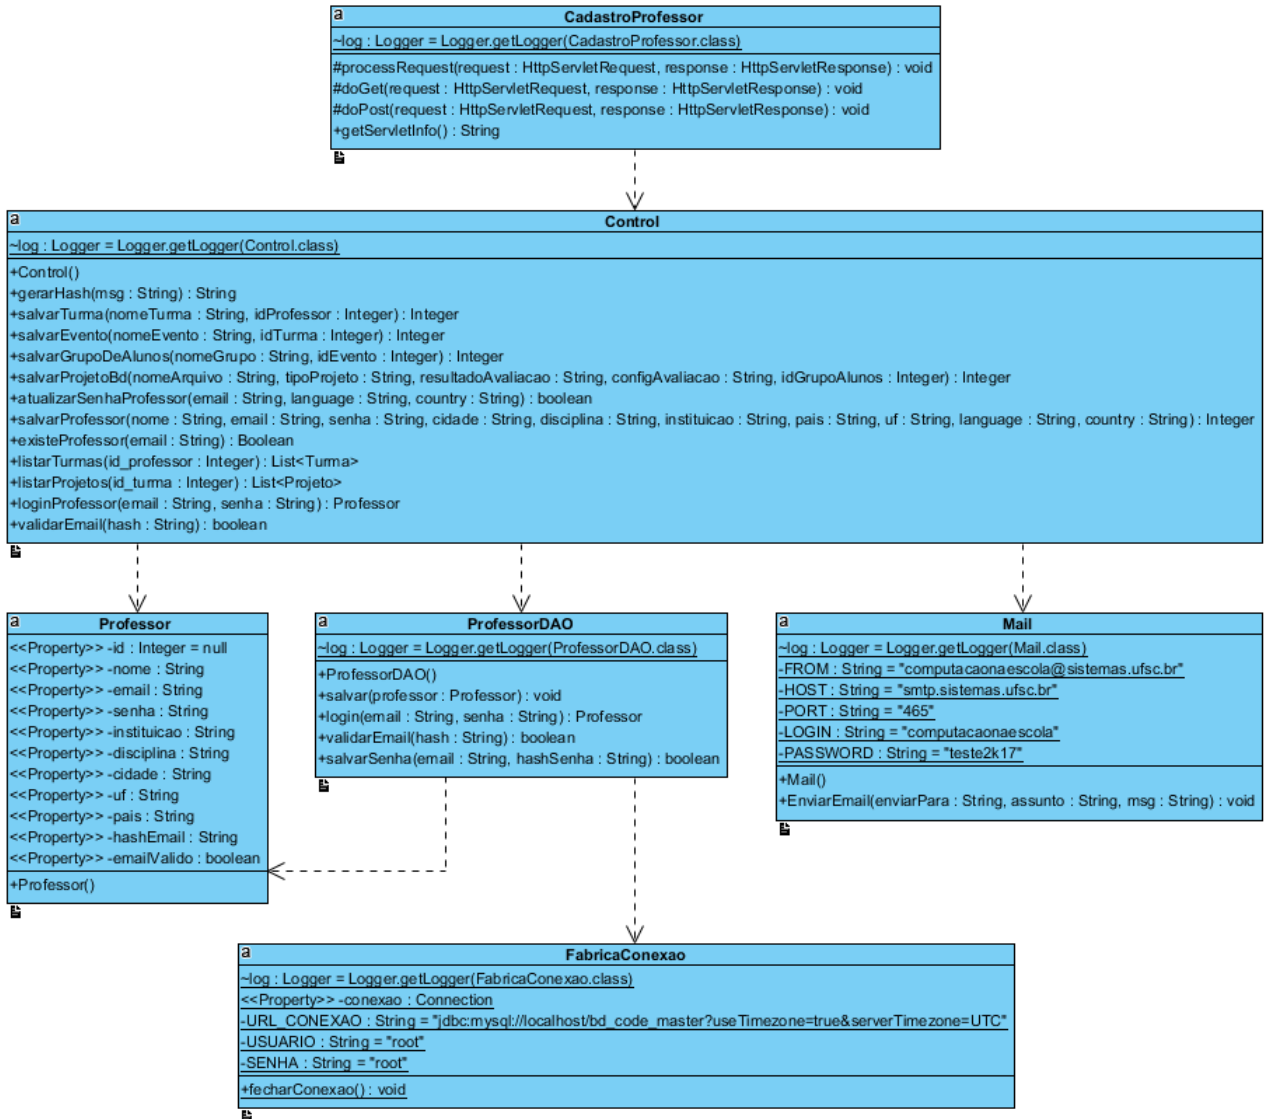 a
CadastroProfessor
~log : Logger = Logger.getLogger(CadastroProfessor.class)
#processRequest(request : HttpServletRequest, response : HttpServletResponse) : void
#doGet(request : HttpServletRequest, response : HttpServletResponse) : void
#doPost(request : HttpServletRequest, response : HttpServletResponse) : void
+getServletInfo() : String
a
Control
~log : Logger = Logger.getLogger(Control.class)
+Control()
+gerarHash(msg : String) : String
+salvarTurma(nomeTurma : String, idProfessor : Integer) : Integer
+salvarEvento(nomeEvento : String, idTurma : Integer) : Integer
+salvarGrupoDeAlunos(nomeGrupo : String, idEvento : Integer) : Integer
+salvarProjetoBd(nomeArquivo : String, tipoProjeto : String, resultadoAvaliacao : String, configAvaliacao : String, idGrupoAlunos : Integer) : Integer
+atualizarSenhaProfessor(email : String, language : String, country : String) : boolean
+salvarProfessor(nome : String, email : String, senha : String, cidade : String, disciplina : String, instituicao : String, pais : String, uf : String, language : String, country : String) : Integer
+existeProfessor(email : String) : Boolean
+listarTurmas(id_professor : Integer) : List<Turma>
+listarProjetos(id_turma : Integer) : List<Projeto>
+loginProfessor(email : String, senha : String) : Professor
+validarEmail(hash : String) : boolean
a
Professor
<<Property>> -id : Integer = null
<<Property>> -nome : String
<<Property>> -email : String
<<Property>> -senha : String
<<Property>> -instituicao : String
<<Property>> -disciplina : String
<<Property>> -cidade : String
<<Property>> -uf : String
<<Property>> -pais : String
<<Property>> -hashEmail : String
<<Property>> -emailValido : boolean
+Professor()
a
ProfessorDAO
~log : Logger = Logger.getLogger(ProfessorDAO.class)
+ProfessorDAO()
+salvar(professor : Professor) : void
+login(email : String, senha : String) : Professor
+validarEmail(hash : String) : boolean
+salvarSenha(email : String, hashSenha : String) : boolean
a
Mail
~log : Logger = Logger.getLogger(Mail.class)
-FROM : String = "computacaonaescola@sistemas.ufsc.br"
-HOST : String = "smtp.sistemas.ufsc.br"
-PORT : String = "465"
-LOGIN : String = "computacaonaescola"
-PASSWORD : String = "teste2k17"
+Mail()
+EnviarEmail(enviarPara : String, assunto : String, msg : String) : void
a
FabricaConexao
~log : Logger = Logger.getLogger(FabricaConexao.class)
<<Property>> -conexao : Connection
-URL_CONEXAO : String = "jdbc:mysql://localhost/bd_code_master?useTimezone=true&serverTimezone=UTC"
-USUARIO : String = "root"
-SENHA : String = "root"
+fecharConexao() : void